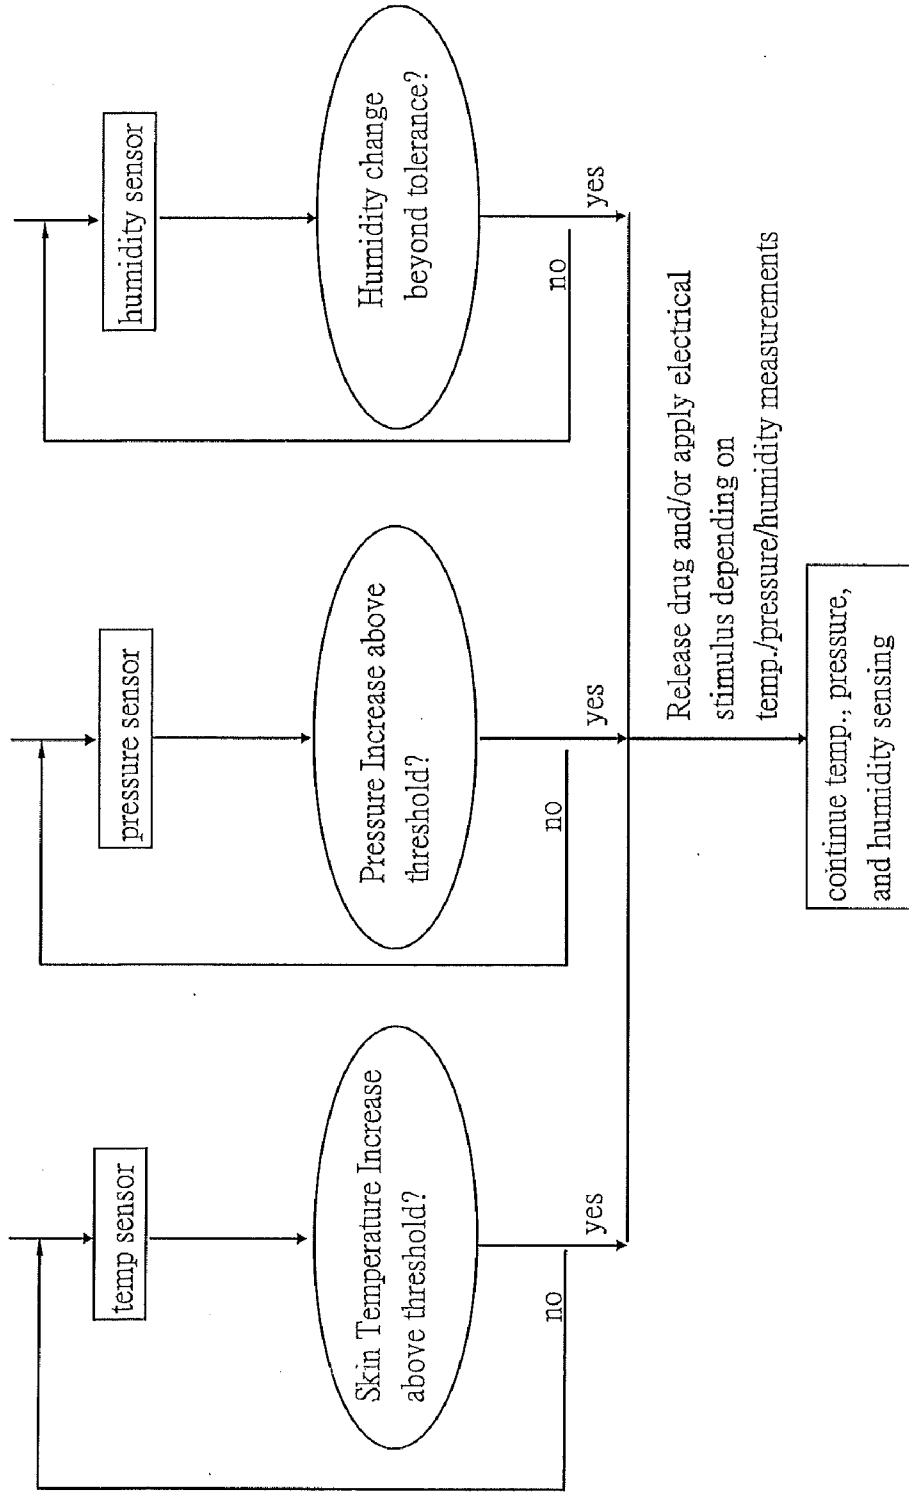 temp sensor
Skin Temperature Increase
above threshold?
no
yes
pressure sensor
Pressure Increase above
threshold?
no
yes
humidity sensor
Humidity change
beyond tolerance?
no
yes
Release drug and/or apply electrical
stimulus depending on
temp./pressure/humidity measurements
continue temp., pressure,
and humidity sensing